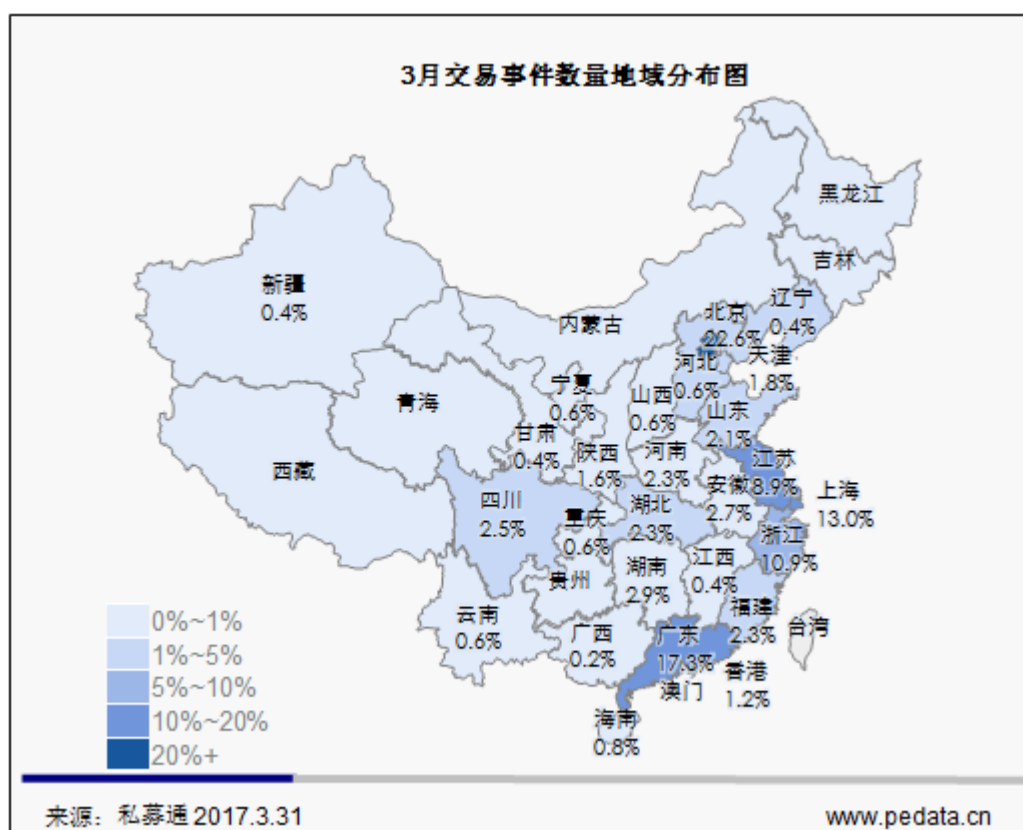 3月交易事件数量地域分布图
黑龙江
吉林
新疆
0.4%
辽宁
0.4%
北京
22.6%
内蒙古
天津
1.8%
河北
0.6%
宁夏
0.6%
山西
0.6%
青海
山东
2.1%
甘肃
0.4%
陕西
1.6%
河南
2.3%
江苏
8.9%
西藏
安徽
2.7%
上海
13.0%
四川
2.5%
湖北
2.3%
重庆
0.6%
浙江
10.9%
湖南
2.9%
江西
0.4%
贵州
福建
2.3%
云南
0.6%
广西
0.2%
广东
17.3%
台湾
香港
1.2%
澳门
海南
0.8%
0%~1%
1%~5%
5%~10%
10%~20%
20%+
来源：私募通 2017.3.31
www.pedata.cn